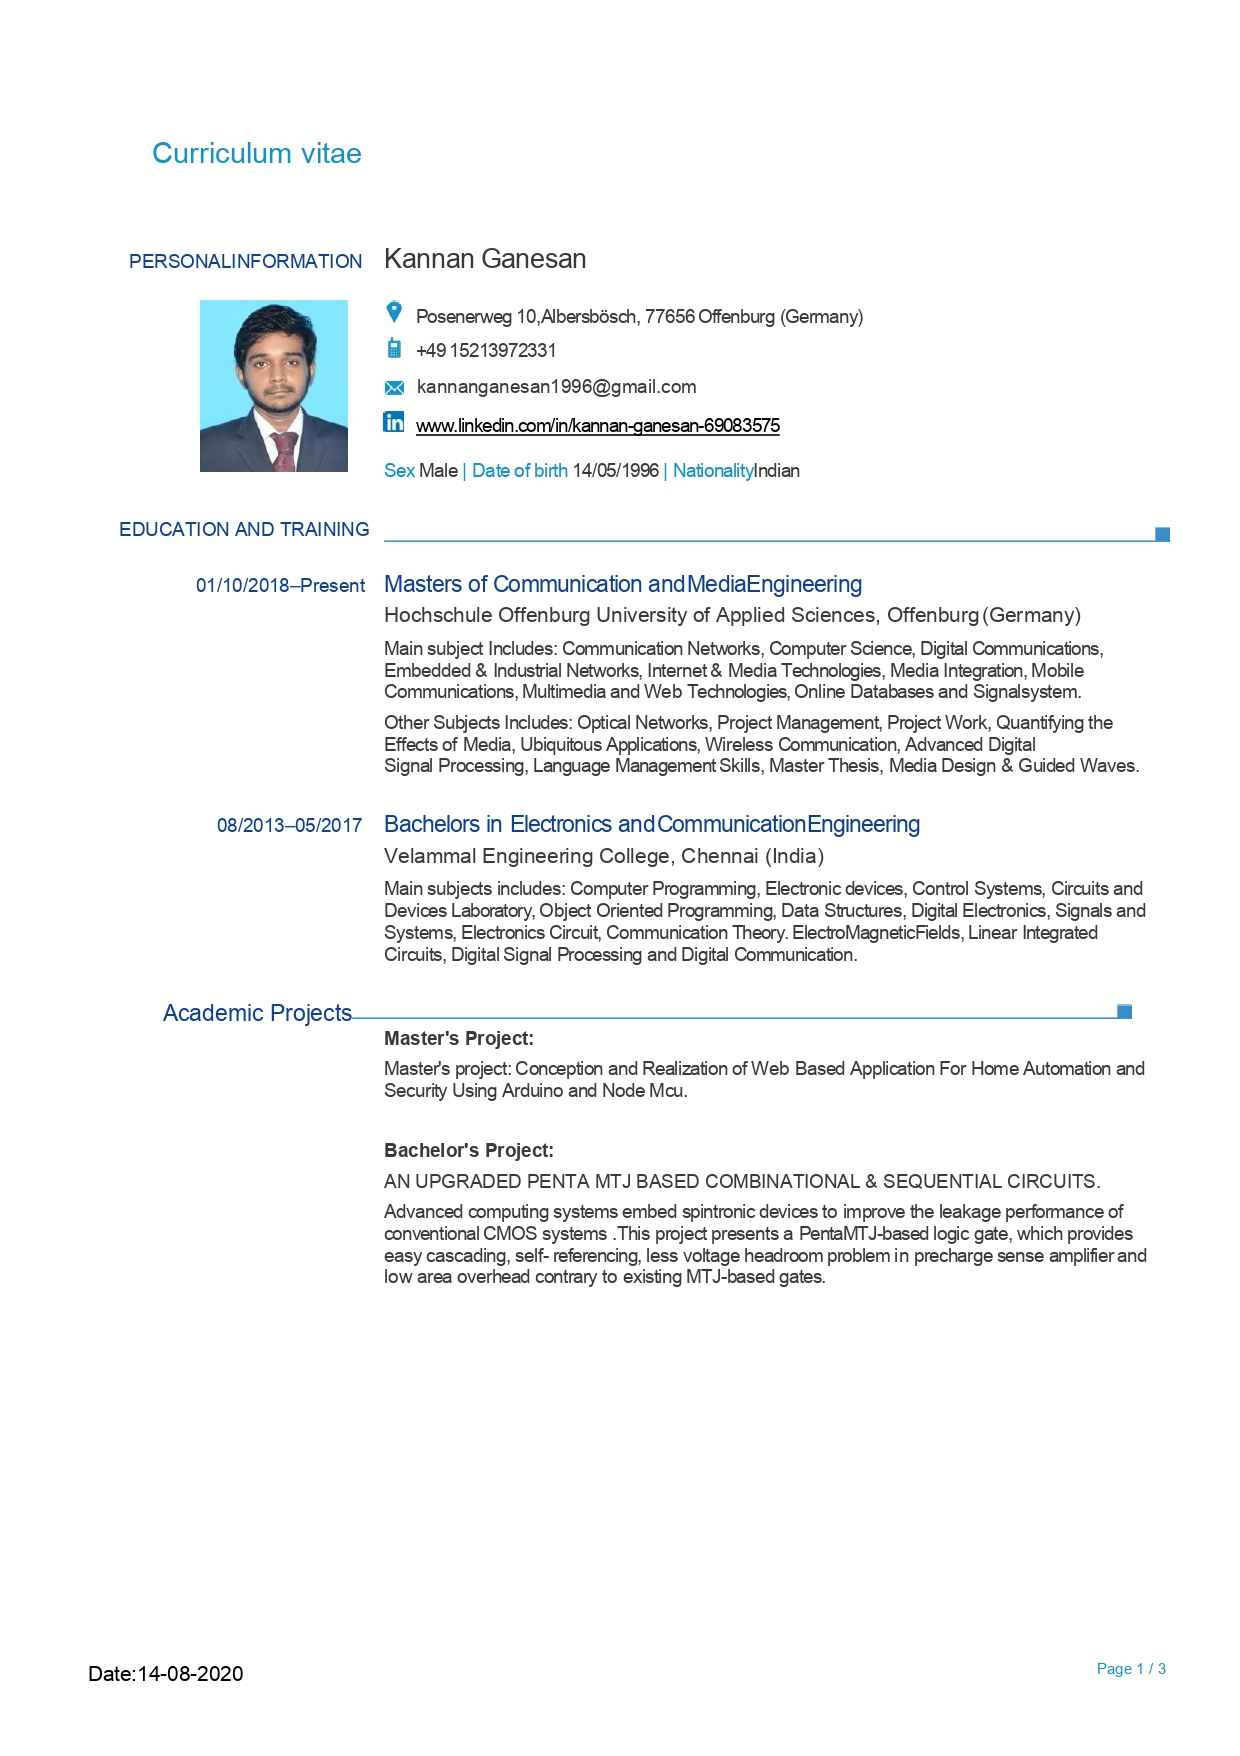 Curriculum vitae
PERSONALINFORMATION
Kannan Ganesan
Posenerweg 10,Albersbösch, 77656 Offenburg (Germany)
+49 15213972331
kannanganesan1996@gmail.com
in
www.linkedin.com/in/kannan-ganesan-69083575
Sex Male | Date of birth 14/05/1996 | NationalityIndian
EDUCATION AND TRAINING
01/10/2018–Present
Masters of Communication andMediaEngineering
Hochschule Offenburg University of Applied Sciences, Offenburg (Germany)
Main subject Includes: Communication Networks, Computer Science, Digital Communications,
Embedded & Industrial Networks, Internet & Media Technologies, Media Integration, Mobile
Communications, Multimedia and Web Technologies, Online Databases and Signalsystem.
Other Subjects Includes: Optical Networks, Project Management, Project Work, Quantifying the
Effects of Media, Ubiquitous Applications, Wireless Communication, Advanced Digital
Signal Processing, Language Management Skills, Master Thesis, Media Design & Guided Waves.
08/2013–05/2017
Bachelors in Electronics andCommunicationEngineering
Velammal Engineering College, Chennai (India)
Main subjects includes: Computer Programming, Electronic devices, Control Systems, Circuits and
Devices Laboratory, Object Oriented Programming, Data Structures, Digital Electronics, Signals and
Systems, Electronics Circuit, Communication Theory. ElectroMagneticFields, Linear Integrated
Circuits, Digital Signal Processing and Digital Communication.
Academic Projects
Master's Project:
Master's project: Conception and Realization of Web Based Application For Home Automation and
Security Using Arduino and Node Mcu.
Bachelor's Project:
AN UPGRADED PENTA MTJ BASED COMBINATIONAL & SEQUENTIAL CIRCUITS.
Advanced computing systems embed spintronic devices to improve the leakage performance of
conventional CMOS systems .This project presents a PentaMTJ-based logic gate, which provides
easy cascading, self- referencing, less voltage headroom problem in precharge sense amplifier and
low area overhead contrary to existing MTJ-based gates.
Date:14-08-2020
Page 1 / 3